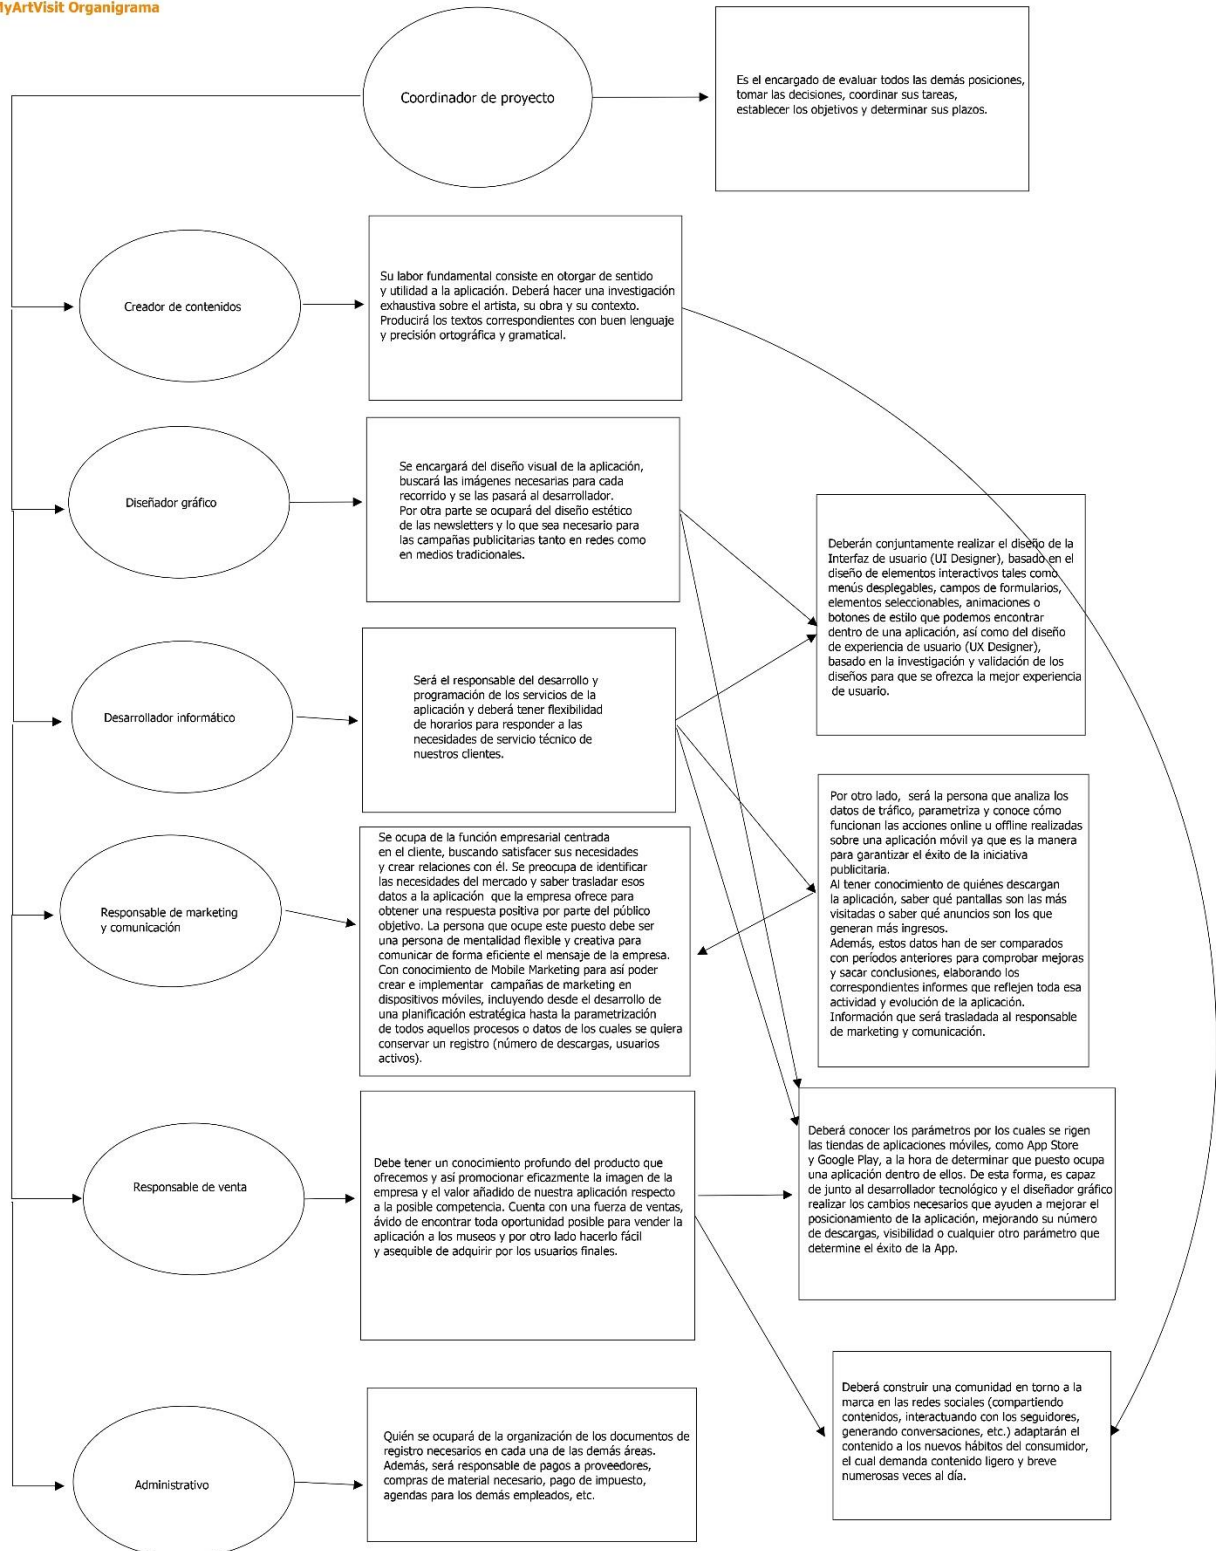 MyArtVisit Organigrama
Coordinador de proyecto
Es el encargado de evaluar todos las demás posiciones,
tomar las decisiones, coordinar sus tareas,
establecer los objetivos y determinar sus plazos.
Creador de contenidos
Su labor fundamental consiste en otorgar de sentido
y utilidad a la aplicación. Deberá hacer una investigación
exhaustiva sobre el artista, su obra y su contexto.
Producirá los textos correspondientes con buen lenguaje
y precisión ortográfica y gramatical.
Diseñador gráfico
Se encargará del diseño visual de la aplicación,
buscará las imágenes necesarias para cada
recorrido y se las pasará al desarrollador.
Por otra parte se ocupará del diseño estético
de las newsletters y lo que sea necesario para
las campañas publicitarias tanto en redes como
en medios tradicionales.
Deberán conjuntamente realizar el diseño de la
Interfaz de usuario (UI Designer), basado en el
diseño de elementos interactivos tales como
menús desplegables, campos de formularios,
elementos seleccionables, animaciones o
botones de estilo que podemos encontrar
dentro de una aplicación, así como del diseño
de experiencia de usuario (UX Designer),
basado en la investigación y validación de los
diseños para que se ofrezca la mejor experiencia
de usuario.
Desarrollador informático
Será el responsable del desarrollo y
programación de los servicios de la
aplicación y deberá tener flexibilidad
de horarios para responder a las
necesidades de servicio técnico de
nuestros clientes.
Por otro lado, será la persona que analiza los
datos de tráfico, parametriza y conoce cómo
funcionan las acciones online u offline realizadas
sobre una aplicación móvil ya que es la manera
para garantizar el éxito de la iniciativa
publicitaria.
Al tener conocimiento de quiénes descargan
la aplicación, saber qué pantallas son las más
visitadas o saber qué anuncios son los que
generan más ingresos.
Además, estos datos han de ser comparados
con períodos anteriores para comprobar mejoras
y sacar conclusiones, elaborando los
correspondientes informes que reflejen toda esa
actividad y evolución de la aplicación.
Información que será trasladada al responsable
de marketing y comunicación.
Responsable de marketing
y comunicación
Se ocupa de la función empresarial centrada
en el cliente, buscando satisfacer sus necesidades
y crear relaciones con él. Se preocupa de identificar
las necesidades del mercado y saber trasladar esos
datos a la aplicación que la empresa ofrece para
obtener una respuesta positiva por parte del público
objetivo. La persona que ocupe este puesto debe ser
una persona de mentalidad flexible y creativa para
comunicar de forma eficiente el mensaje de la empresa.
Con conocimiento de Mobile Marketing para así poder
crear e implementar campañas de marketing en
dispositivos móviles, incluyendo desde el desarrollo de
una planificación estratégica hasta la parametrización
de todos aquellos procesos o datos de los cuales se quiera
conservar un registro (número de descargas, usuarios
activos).
Responsable de venta
Debe tener un conocimiento profundo del producto que
ofrecemos y así promocionar eficazmente la imagen de la
empresa y el valor añadido de nuestra aplicación respecto
a la posible competencia. Cuenta con una fuerza de ventas,
ávido de encontrar toda oportunidad posible para vender la
aplicación a los museos y por otro lado hacerlo fácil
y asequible de adquirir por los usuarios finales.
Deberá conocer los parámetros por los cuales se rigen
las tiendas de aplicaciones móviles, como App Store
y Google Play, a la hora de determinar que puesto ocupa
una aplicación dentro de ellos. De esta forma, es capaz
de junto al desarrollador tecnológico y el diseñador gráfico
realizar los cambios necesarios que ayuden a mejorar el
posicionamiento de la aplicación, mejorando su número
de descargas, visibilidad o cualquier otro parámetro que
determine el éxito de la App.
Deberá construir una comunidad en torno a la
marca en las redes sociales (compartiendo
contenidos, interactuando con los seguidores,
generando conversaciones, etc.) adaptarán el
contenido a los nuevos hábitos del consumidor,
el cual demanda contenido ligero y breve
numerosas veces al día.
Administrativo
Quién se ocupará de la organización de los documentos de
registro necesarios en cada una de las demás áreas.
Además, será responsable de pagos a proveedores,
compras de material necesario, pago de impuesto,
agendas para los demás empleados, etc.